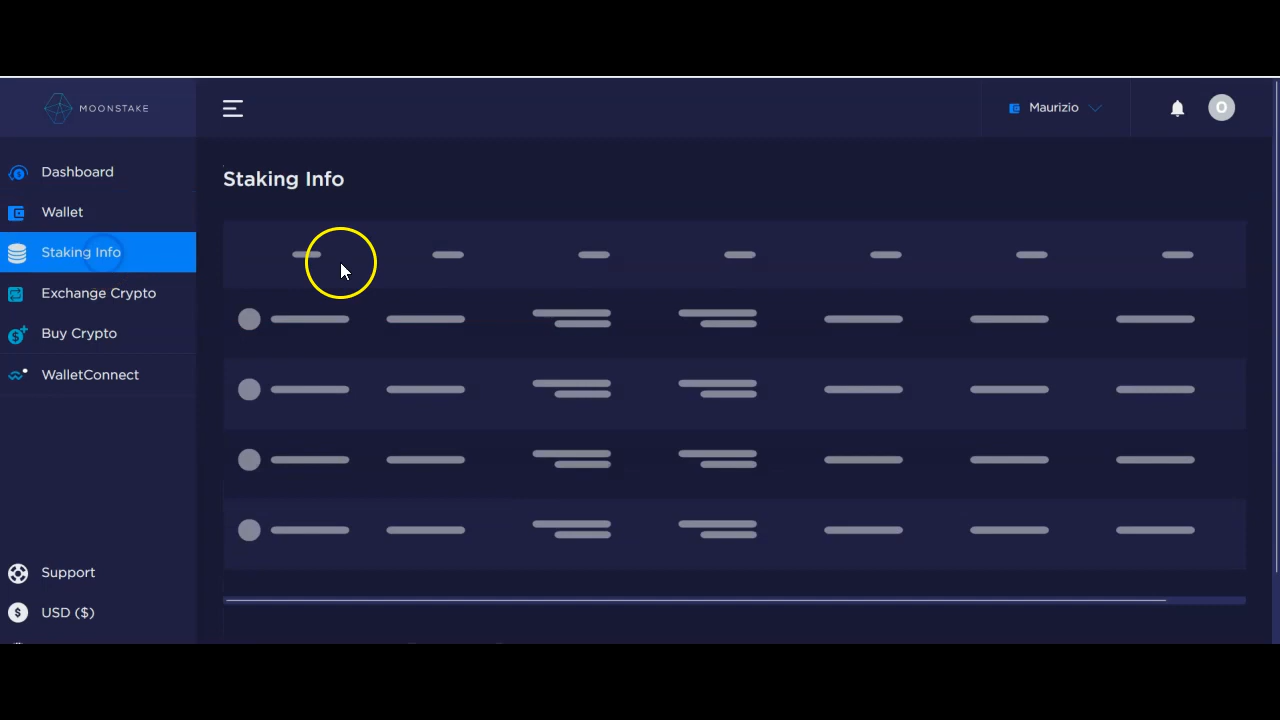 MOONSTAKE
Maurizio
O
Dashboard
Wallet
Staking Info
Exchange Crypto
Buy Crypto
WalletConnect
Support
USD ($)
Staking Info